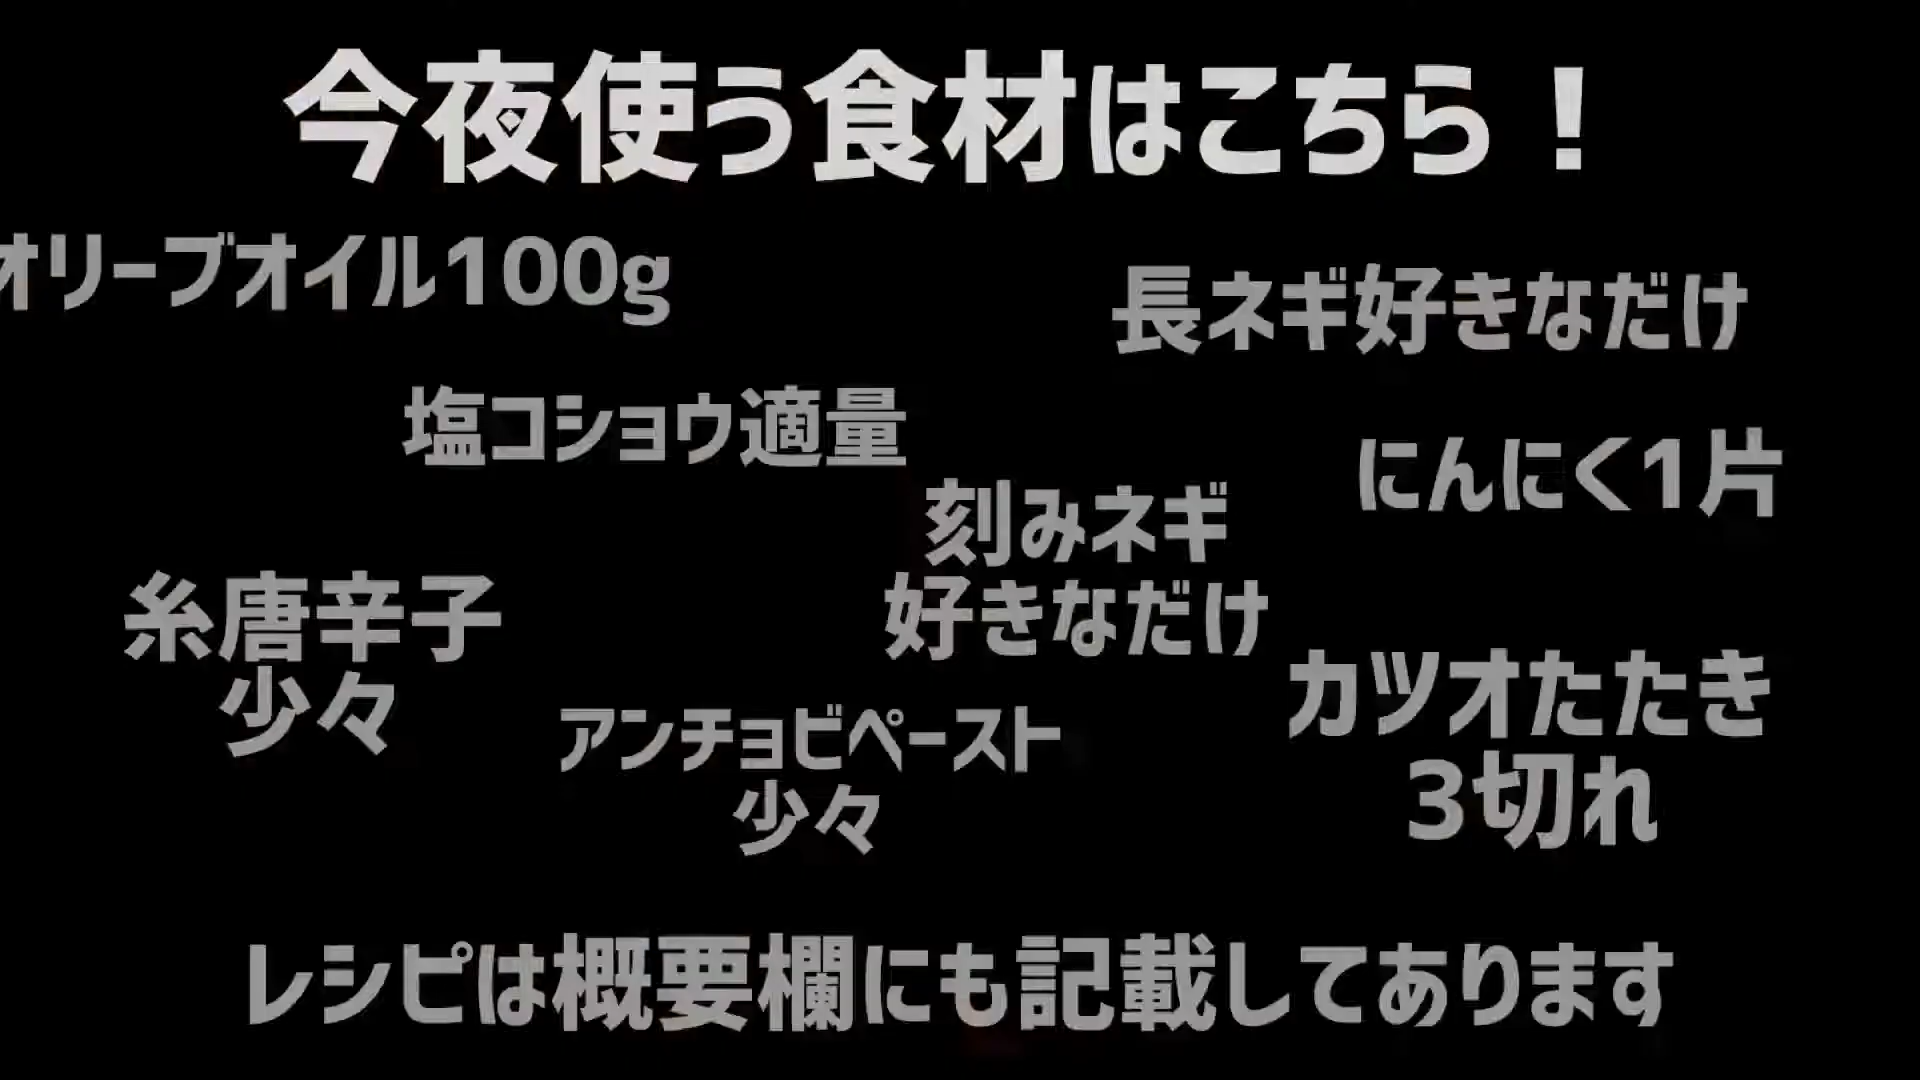 今夜使う食材はこちら！
オリーブオイル100g
長ネギ好きなだけ
塩コショウ適量
にんにく1片
刻みネギ
好きなだけ
糸唐辛子
少々
カツオたたき
3切れ
アンチョビペースト
少々
レシピは概要欄にも記載してあります